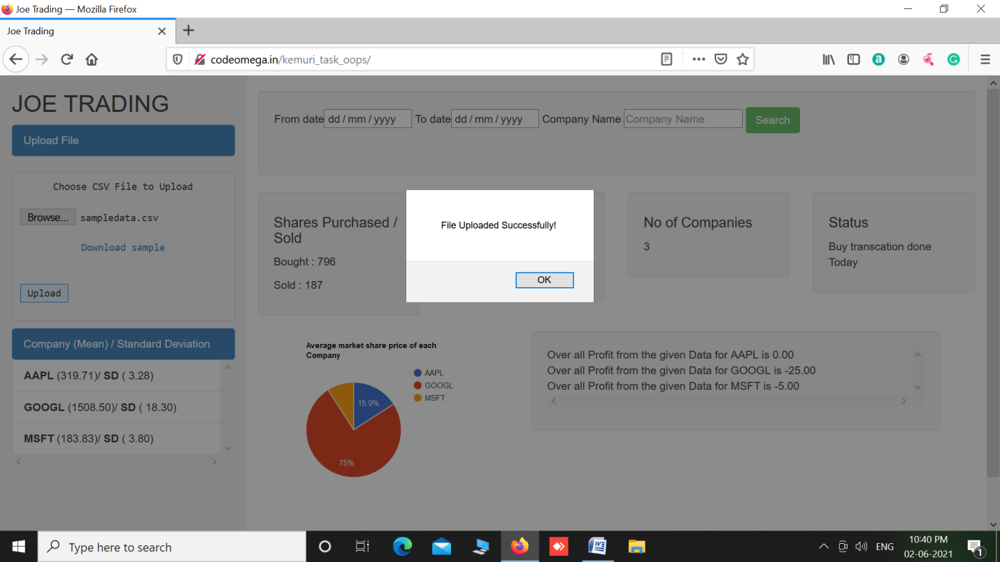 Joe Trading — Mozilla Firefox
Joe Trading
codeomega.in/kemuri_task_oops/
JOE TRADING
Upload File
Choose CSV File to Upload
Browse... sampledata.csv
Download sample
Upload
Company (Mean) / Standard Deviation
AAPL (319.71)/ SD ( 3.28)
GOOGL (1508.50)/ SD ( 18.30)
MSFT (183.83)/ SD ( 3.80)
From date dd / mm / yyyy To date dd / mm / yyyy Company Name Company Name Search
Shares Purchased /
Sold
Bought : 796
Sold : 187
File Uploaded Successfully!
OK
No of Companies
3
Status
Buy transcation done
Today
Average market share price of each
Company
AAPL
GOOGL
MSFT
15.9%
75%
Over all Profit from the given Data for AAPL is 0.00
Over all Profit from the given Data for GOOGL is -25.00
Over all Profit from the given Data for MSFT is -5.00
Type here to search
ENG
10:40 PM
02-06-2021
1